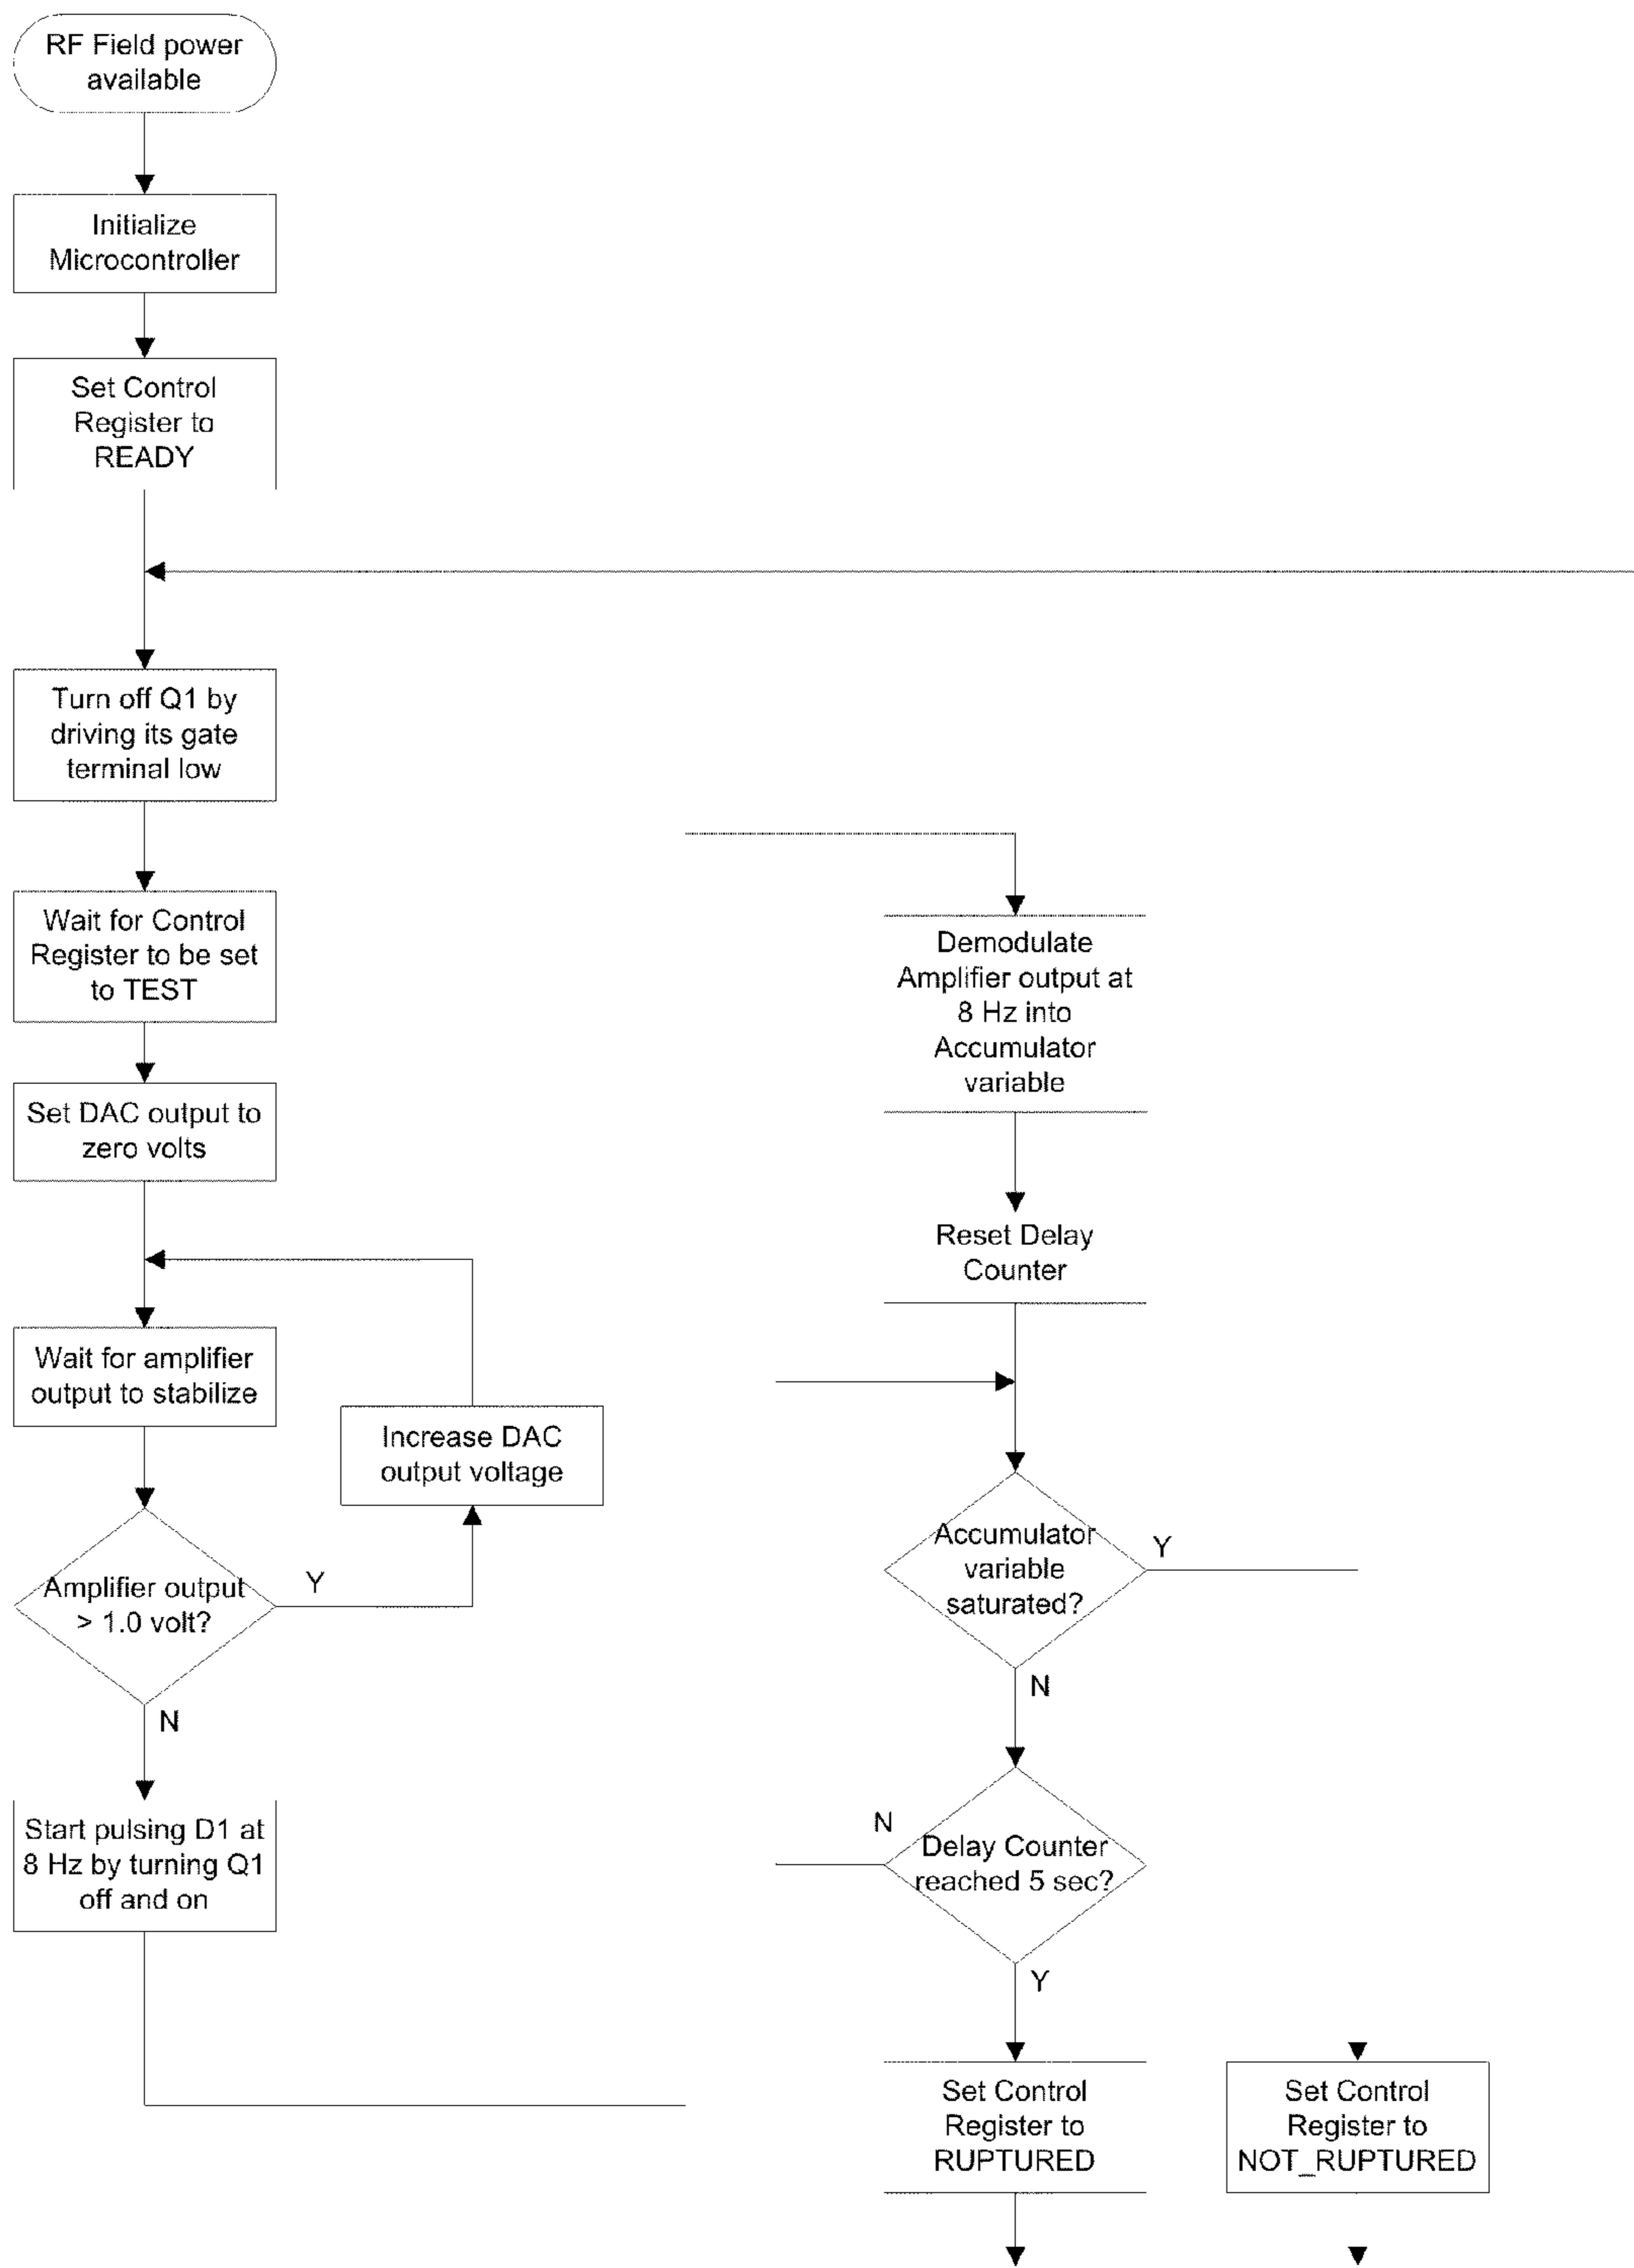 RF Field power
available
Initialize
Microcontroller
Set Control
Register to
READY
Turn off Q1 by
driving its gate
terminal low
Wait for Control
Register to be set
to TEST
Set DAC output to
zero volts
Wait for amplifier
output to stabilize
Increase DAC
output voltage
Amplifier output
> 1.0 volt?
Y
N
Start pulsing D1 at
8 Hz by turning Q1
off and on
Demodulate
Amplifier output at
8 Hz into
Accumulator
variable
Reset Delay
Counter
Accumulator
variable
saturated?
Y
N
Delay Counter
reached 5 sec?
N
Y
Set Control
Register to
RUPTURED
Set Control
Register to
NOT_RUPTURED